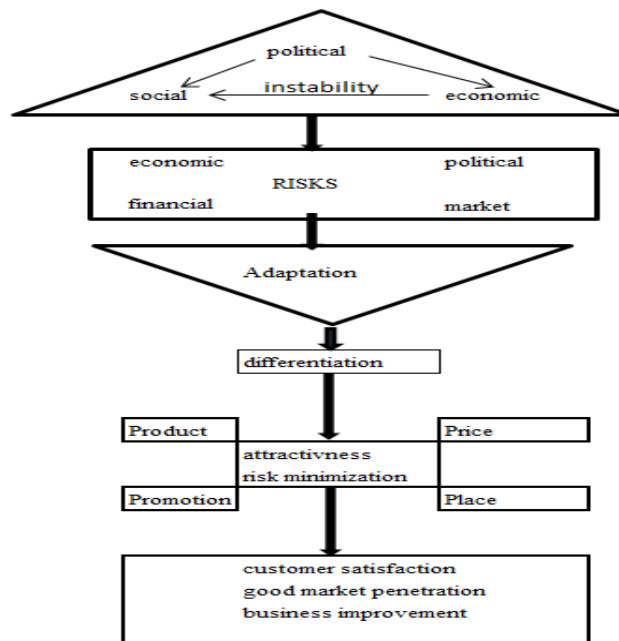 political
instability
social economic
economic political
RISKS
financial market
Adaptation
differentiation
Product Price
attractivness
risk minimization
Promotion Place
customer satisfaction
good market penetration
business improvement